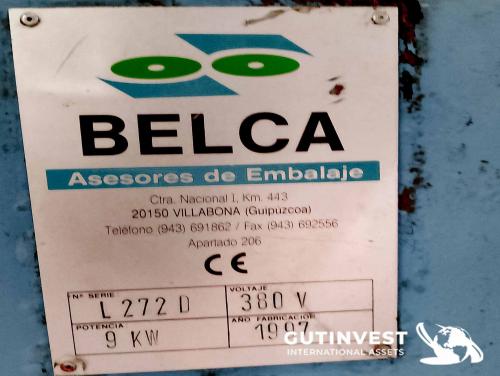 BELCA
Asesores de Embalaje
Ctra. Nacional I, Km. 443
20150 VILLABONA (Guipuzcoa)
Teléfono (943) 691862 / Fax (943) 692556
Apartado 206
CE
Nº SERIE
L 272 D
VOLTAJE
380 V
POTENCIA
9 KW
AÑO FABRICACIÓN
1997
GUTINVEST
INTERNATIONAL ASSETS